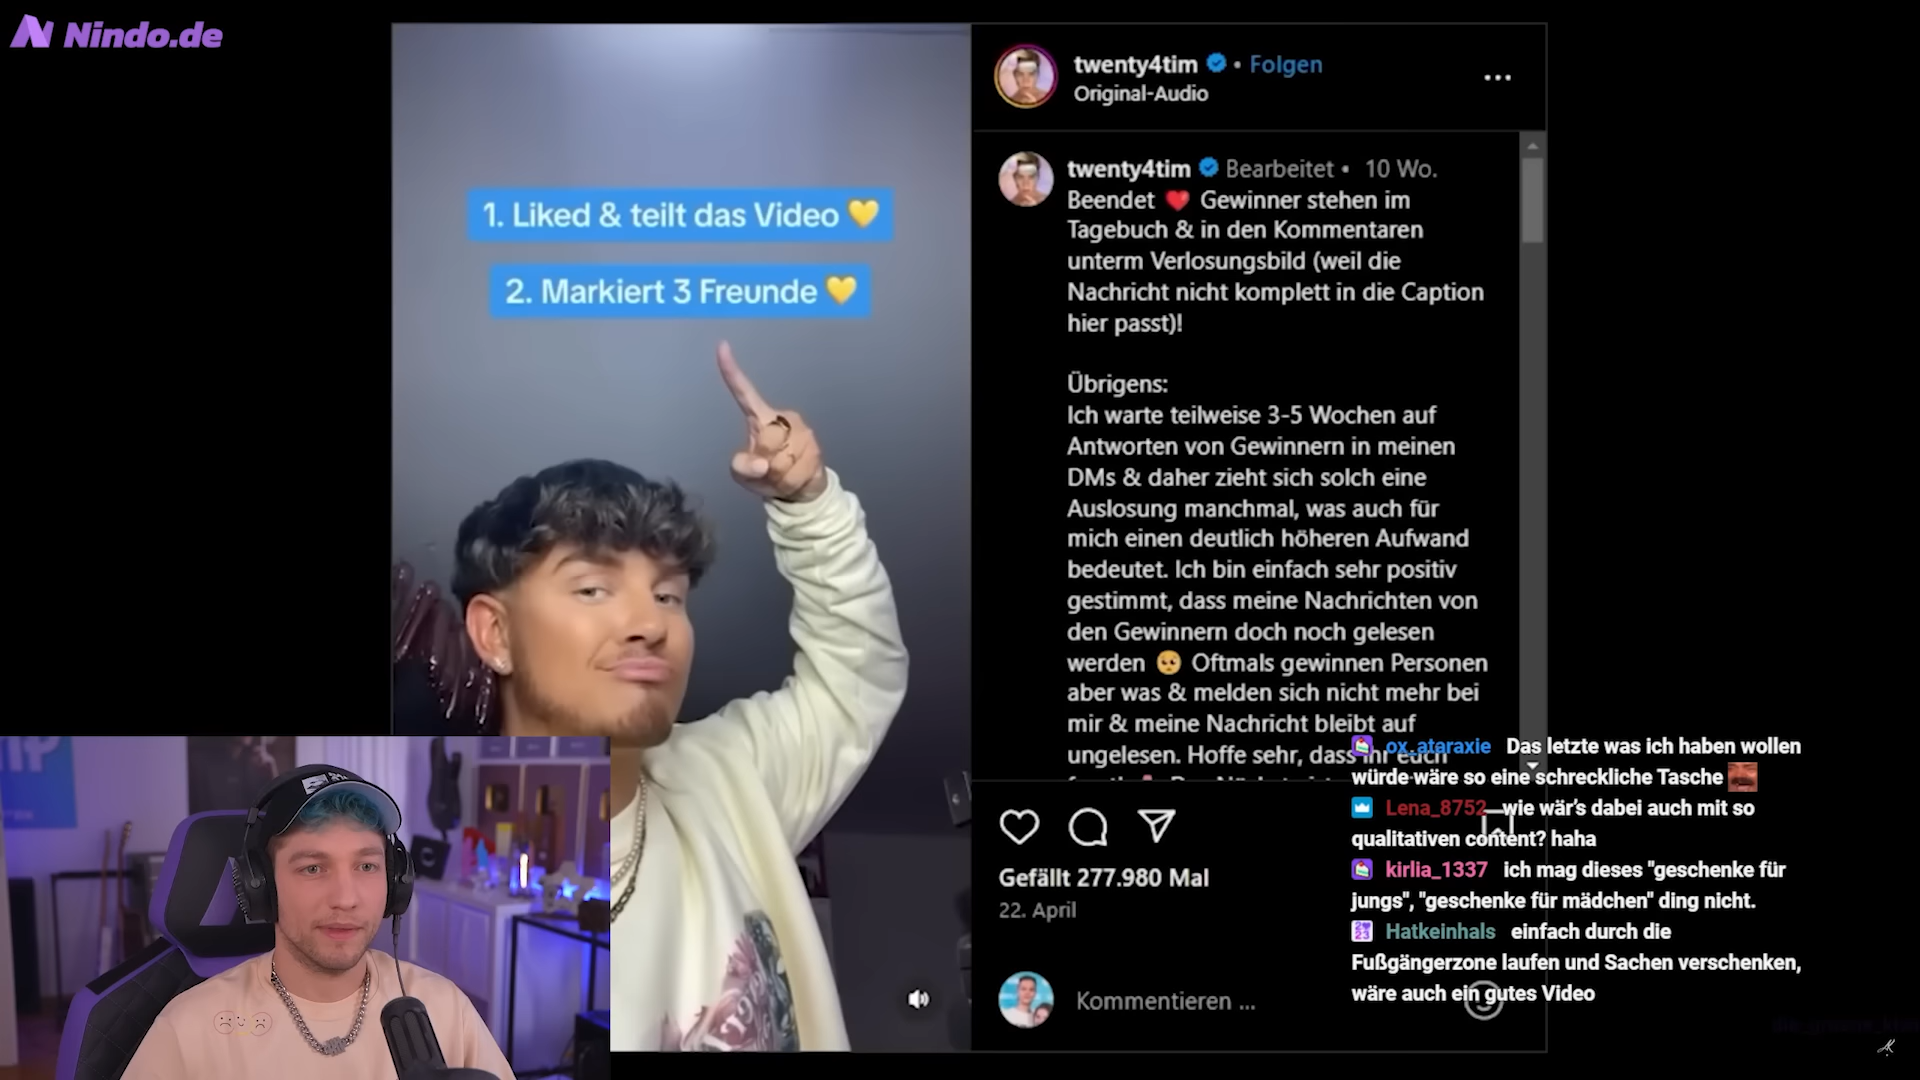 Nindo.de
1. Liked & teilt das Video 💛
2. Markiert 3 Freunde 💛
twenty4tim • Folgen
Original-Audio
twenty4tim Bearbeitet • 10 Wo.
Beendet ❤️ Gewinner stehen im
Tagebuch & in den Kommentaren
unterm Verlosungsbild (weil die
Nachricht nicht komplett in die Caption
hier passt)!
Übrigens:
Ich warte teilweise 3-5 Wochen auf
Antworten von Gewinnern in meinen
DMs & daher zieht sich solch eine
Auslosung manchmal, was auch für
mich einen deutlich höheren Aufwand
bedeutet. Ich bin einfach sehr positiv
gestimmt, dass meine Nachrichten von
den Gewinnern doch noch gelesen
werden 🥺 Oftmals gewinnen Personen
aber was & melden sich nicht mehr bei
mir & meine Nachricht bleibt auf
ungelesen. Hoffe sehr, dass ihr euch
Gefällt 277.980 Mal
22. April
Kommentieren ...
ox_ataraxie Das letzte was ich haben wollen
würde wäre so eine schreckliche Tasche
Lena_8752 wie wär's dabei auch mit so
qualitativen content? haha
kirlia_1337 ich mag dieses "geschenke für
jungs", "geschenke für mädchen" ding nicht.
Hatkeinhals einfach durch die
Fußgängerzone laufen und Sachen verschenken,
wäre auch ein gutes Video